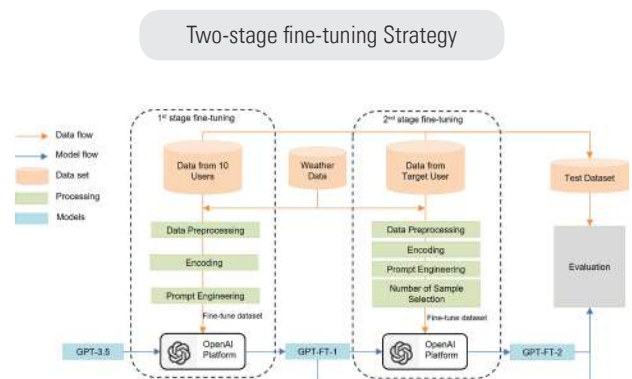 Two-stage fine-tuning Strategy
1st stage fine-tuning
2nd stage fine-tuning
Data flow
Model flow
Data set
Processing
Models
Data from 10
Users
Weather
Data
Data from
Target User
Test Dataset
Data Preprocessing
Encoding
Prompt Engineering
Data Preprocessing
Encoding
Prompt Engineering
Number of Sample
Selection
Evaluation
Fine-tune dataset
Fine-tune dataset
GPT-3.5
OpenAI
Platform
GPT-FT-1
OpenAI
Platform
GPT-FT-2